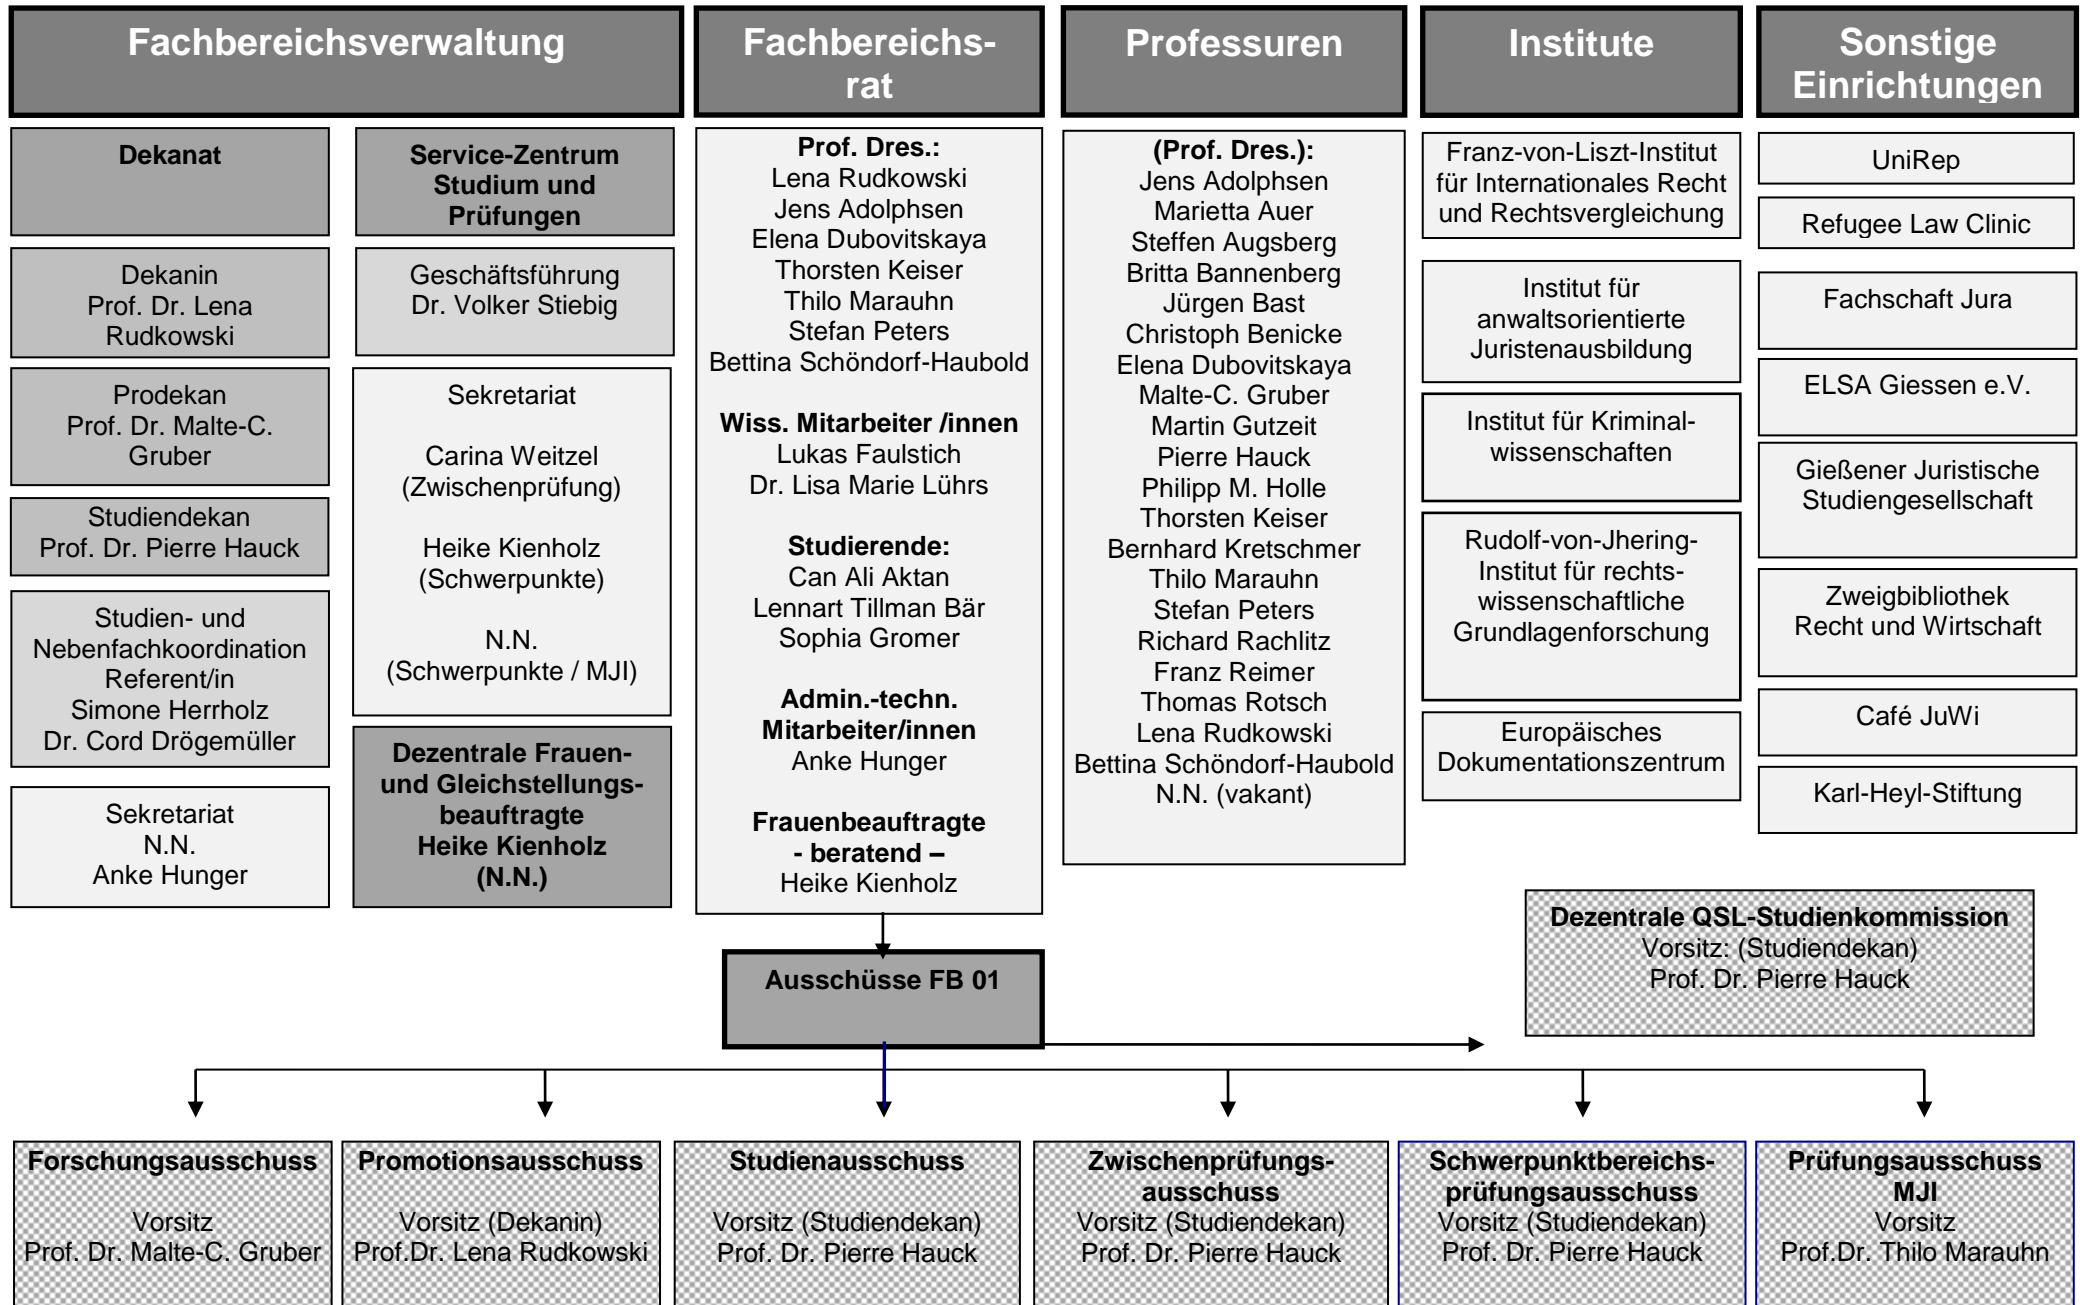 Fachbereichsverwaltung
Dekanat
Dekanin
Prof. Dr. Lena
Rudkowski
Prodekan
Prof. Dr. Malte-C.
Gruber
Studiendekan
Prof. Dr. Pierre Hauck
Studien- und
Nebenfachkoordination
Referent/in
Simone Herrholz
Dr. Cord Drögemüller
Sekretariat
N.N.
Anke Hunger
Service-Zentrum
Studium und
Prüfungen
Geschäftsführung
Dr. Volker Stiebig
Sekretariat
Carina Weitzel
(Zwischenprüfung)
Heike Kienholz
(Schwerpunkte)
N.N.
(Schwerpunkte / MJI)
Dezentrale Frauen-
und Gleichstellungs-
beauftragte
Heike Kienholz
(N.N.)
Fachbereichs-
rat
Prof. Dres.:
Lena Rudkowski
Jens Adolphsen
Elena Dubovitskaya
Thorsten Keiser
Thilo Marauhn
Stefan Peters
Bettina Schöndorf-Haubold
Wiss. Mitarbeiter /innen
Lukas Faulstich
Dr. Lisa Marie Lührs
Studierende:
Can Ali Aktan
Lennart Tillman Bär
Sophia Gromer
Admin.-techn.
Mitarbeiter/innen
Anke Hunger
Frauenbeauftragte
- beratend –
Heike Kienholz
Professuren
(Prof. Dres.):
Jens Adolphsen
Marietta Auer
Steffen Augsberg
Britta Bannenberg
Jürgen Bast
Christoph Benicke
Elena Dubovitskaya
Malte-C. Gruber
Martin Gutzeit
Pierre Hauck
Philipp M. Holle
Thorsten Keiser
Bernhard Kretschmer
Thilo Marauhn
Stefan Peters
Richard Rachlitz
Franz Reimer
Thomas Rotsch
Lena Rudkowski
Bettina Schöndorf-Haubold
N.N. (vakant)
Institute
Franz-von-Liszt-Institut
für Internationales Recht
und Rechtsvergleichung
Institut für
anwaltsorientierte
Juristenausbildung
Institut für Kriminal-
wissenschaften
Rudolf-von-Jhering-
Institut für rechts-
wissenschaftliche
Grundlagenforschung
Europäisches
Dokumentationszentrum
Sonstige
Einrichtungen
UniRep
Refugee Law Clinic
Fachschaft Jura
ELSA Giessen e.V.
Gießener Juristische
Studiengesellschaft
Zweigbibliothek
Recht und Wirtschaft
Café JuWi
Karl-Heyl-Stiftung
Dezentrale QSL-Studienkommission
Vorsitz: (Studiendekan)
Prof. Dr. Pierre Hauck
Ausschüsse FB 01
Forschungsausschuss
Vorsitz
Prof. Dr. Malte-C. Gruber
Promotionsausschuss
Vorsitz (Dekanin)
Prof.Dr. Lena Rudkowski
Studienausschuss
Vorsitz (Studiendekan)
Prof. Dr. Pierre Hauck
Zwischenprüfungs-
ausschuss
Vorsitz (Studiendekan)
Prof. Dr. Pierre Hauck
Schwerpunktbereichs-
prüfungsausschuss
Vorsitz (Studiendekan)
Prof. Dr. Pierre Hauck
Prüfungsausschuss
MJI
Vorsitz
Prof.Dr. Thilo Marauhn